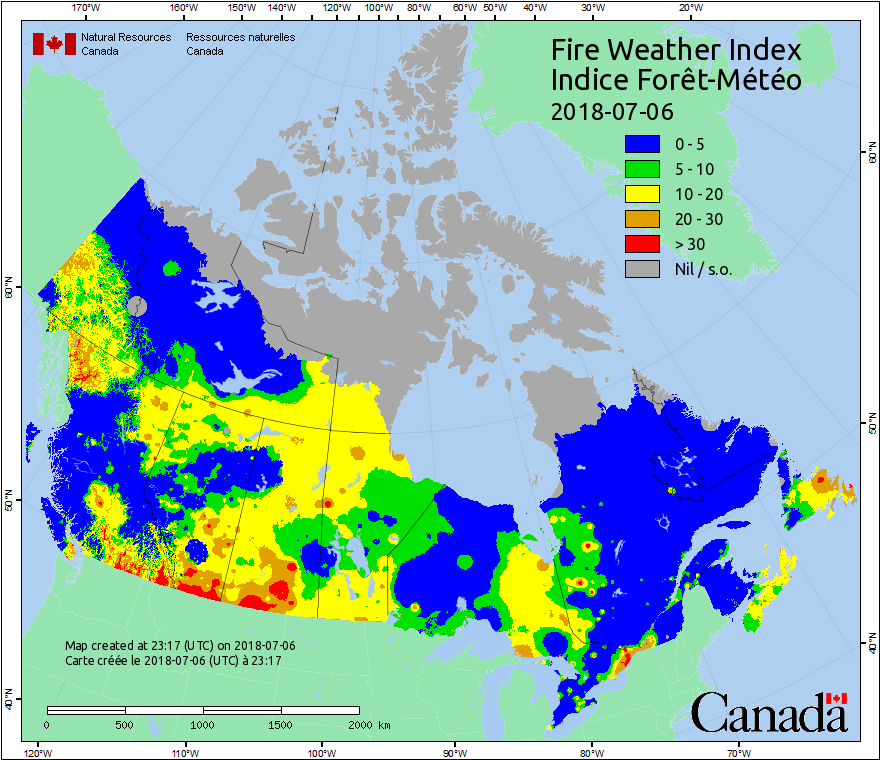 170°W 160°W 150°W 140°W 130°W 120°W 110°W 100°W 90°W 80°W 60°W 50°W 40°W 30°W 20°W
Natural Resources Ressources naturelles
Canada Canada
Fire Weather Index
Indice Forêt-Météo
2018-07-06
0 - 5
5 - 10
10 - 20
20 - 30
> 30
Nil / s.o.
60°N
60°N
50°N
50°N
40°N
40°N
Map created at 23:17 (UTC) on 2018-07-06
Carte créée le 2018-07-06 (UTC) à 23:17
0 500 1000 1500 2000 km
Canada
120°W 110°W 100°W 90°W 80°W 70°W